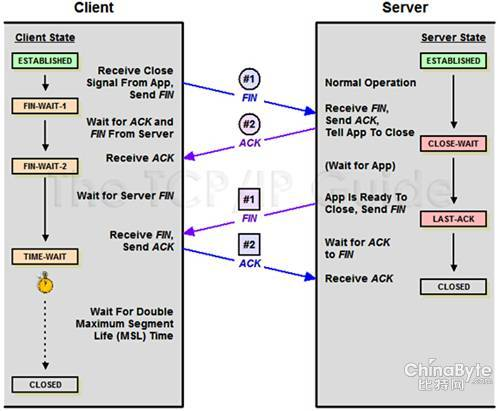 Client
Server
Client State
ESTABLISHED
Receive Close
Signal From App,
Send FIN
FIN-WAIT-1
Wait for ACK and
FIN From Server
Receive ACK
FIN-WAIT-2
Wait for Server FIN
Receive FIN,
Send ACK
TIME-WAIT
Wait For Double
Maximum Segment
Life (MSL) Time
CLOSED
#1
FIN
#2
ACK
#1
FIN
#2
ACK
Server State
ESTABLISHED
Normal Operation
Receive FIN,
Send ACK,
Tell App To Close
CLOSE-WAIT
(Wait for App)
App Is Ready To
Close, Send FIN
LAST-ACK
Wait for ACK
to FIN
Receive ACK
CLOSED
The TCP/IP Guide
ChinaByte
比特网